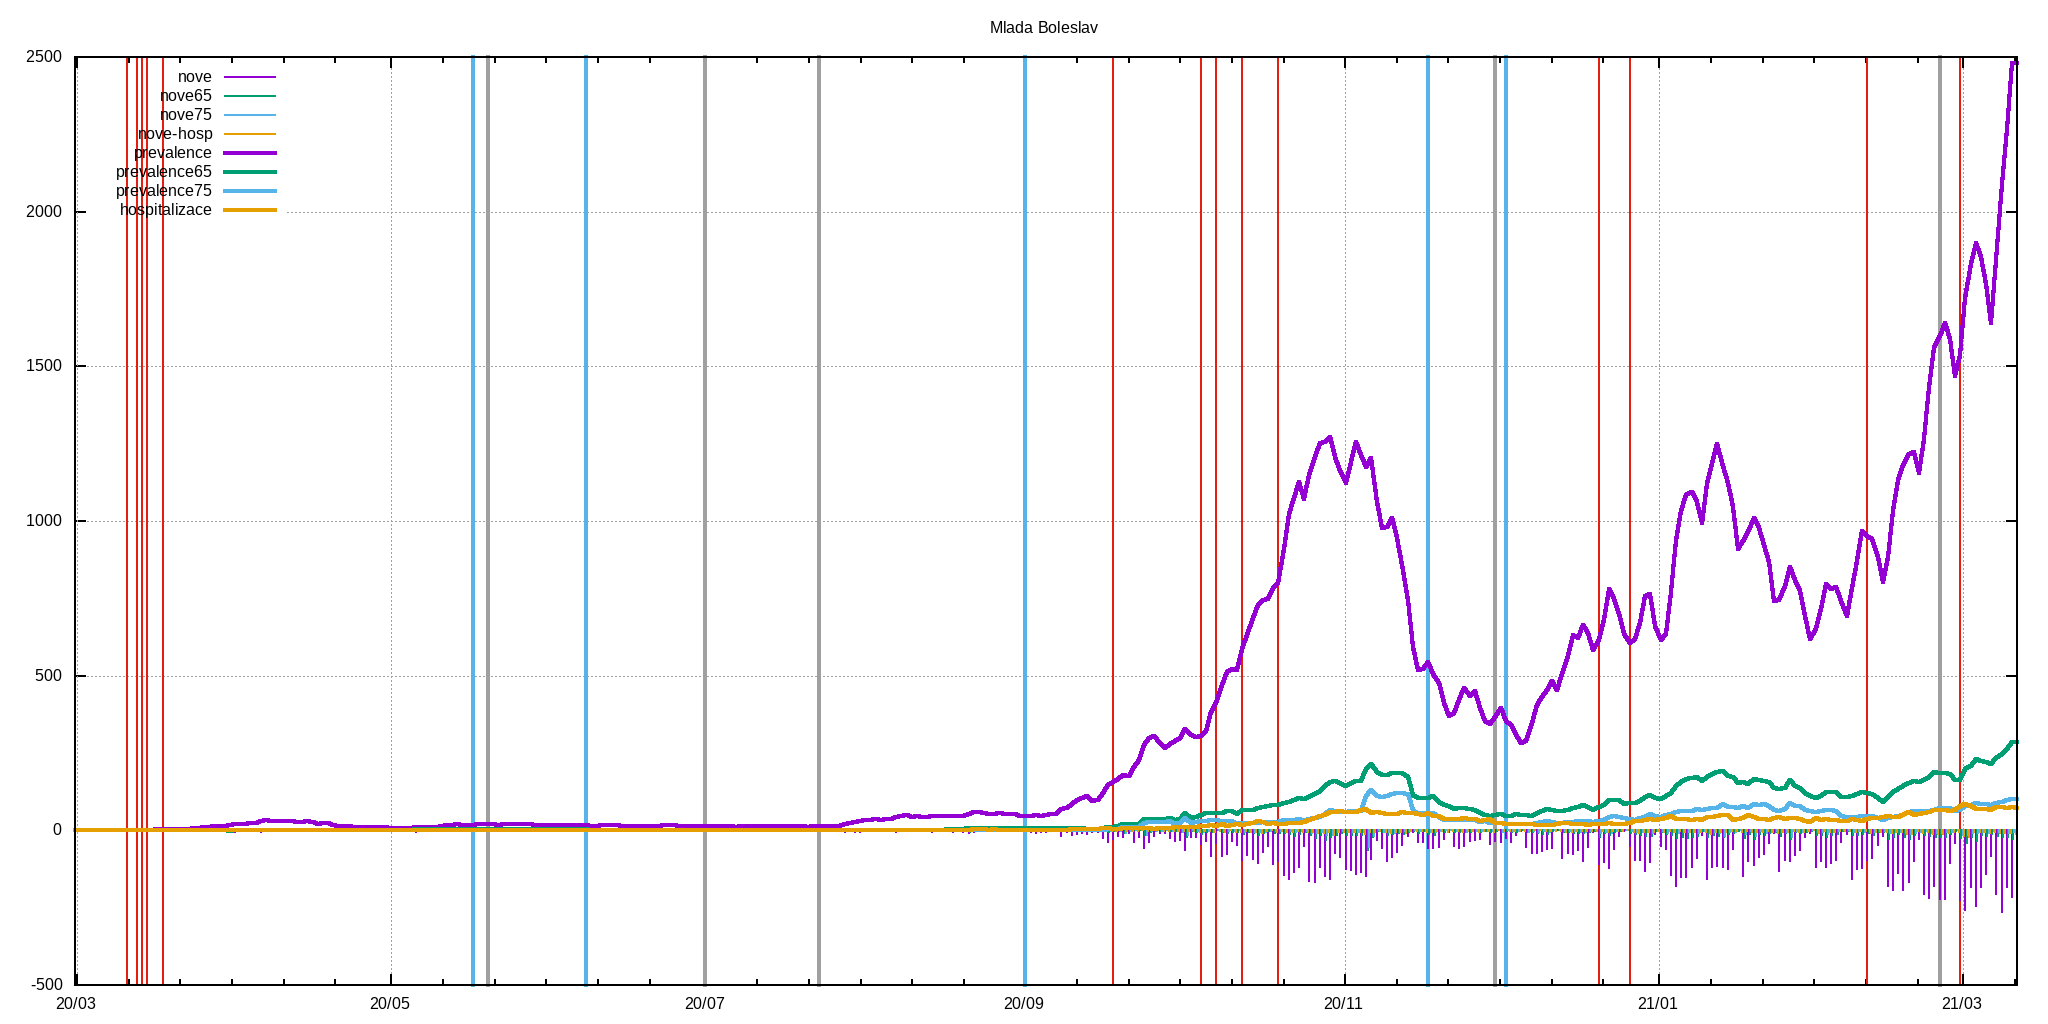 Mlada Boleslav
2500
2000
1500
1000
500
0
-500
nove
nove65
nove75
nove-hosp
prevalence
prevalence65
prevalence75
hospitalizace
20/03 20/05 20/07 20/09 20/11 21/01 21/03